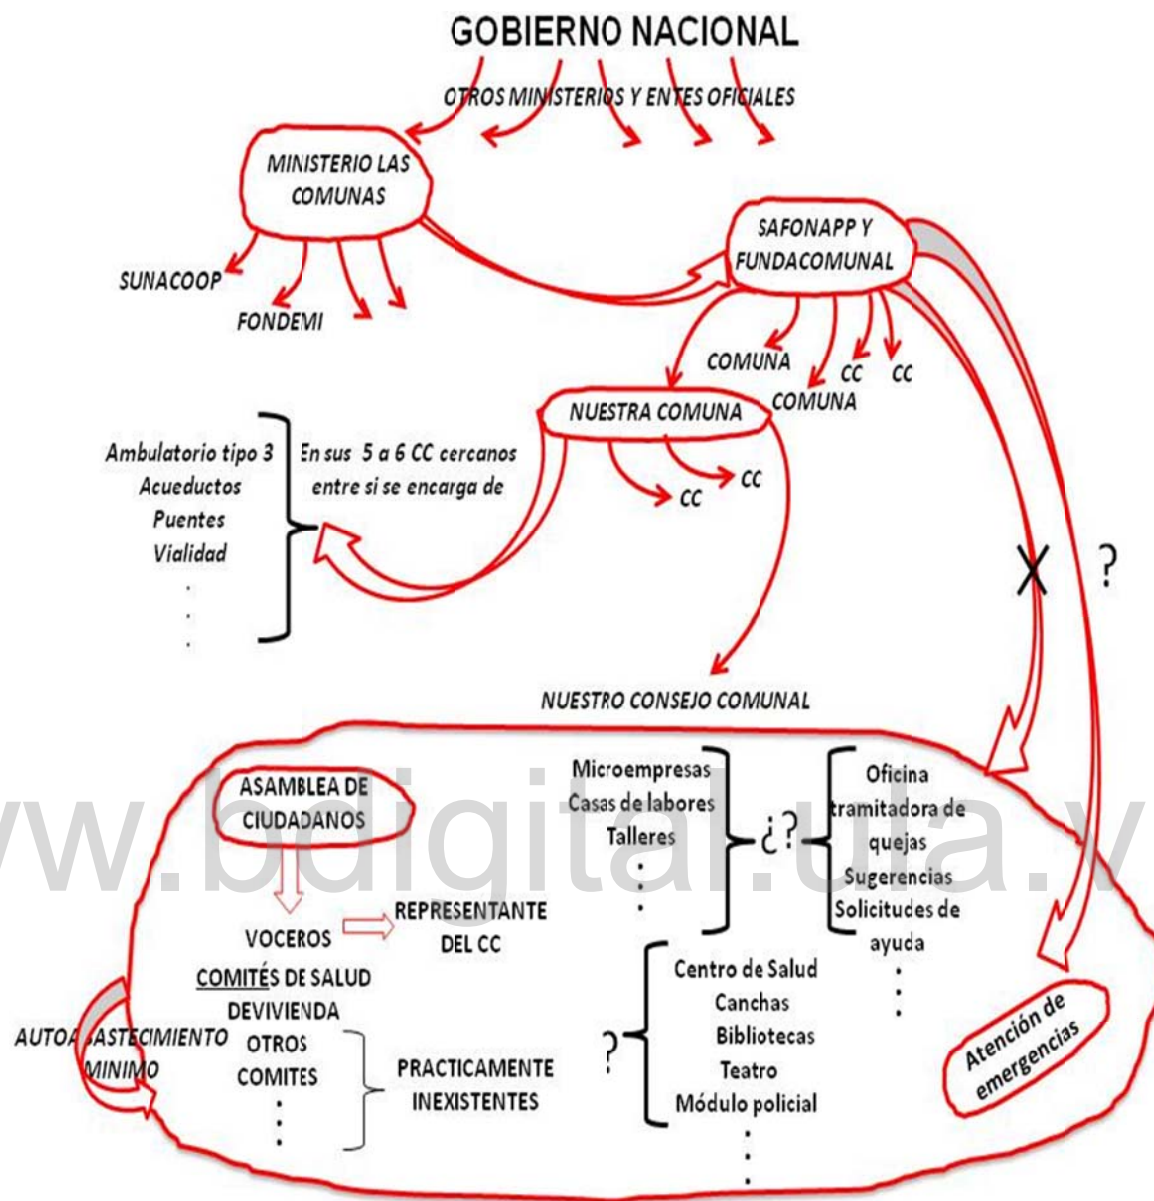 GOBIERNO NACIONAL
OTROS MINISTERIOS Y ENTES OFICIALES
MINISTERIO LAS
COMUNAS
SAFONAPP Y
FUNDACOMUNAL
SUNACOOP
FONDEMI
COMUNA
CC
CC
COMUNA
NUESTRA COMUNA
CC
CC
Ambulatorio tipo 3
Acueductos
Puentes
Vialidad
.
.
.
En sus 5 a 6 CC cercanos
entre si se encarga de
X
?
NUESTRO CONSEJO COMUNAL
ASAMBLEA DE
CIUDADANOS
VOCEROS
REPRESENTANTE
DEL CC
COMITÉS DE SALUD
DEVIVIENDA
OTROS
COMITES
PRACTICAMENTE
INEXISTENTES
AUTOABASTECIMIENTO
MINIMO
Microempresas
Casas de labores
Talleres
¿?
Oficina
tramitadora de
quejas
Sugerencias
Solicitudes de
ayuda
?
Centro de Salud
Canchas
Bibliotecas
Teatro
Módulo policial
Atención de
emergencias
www.bdigital.ula.v